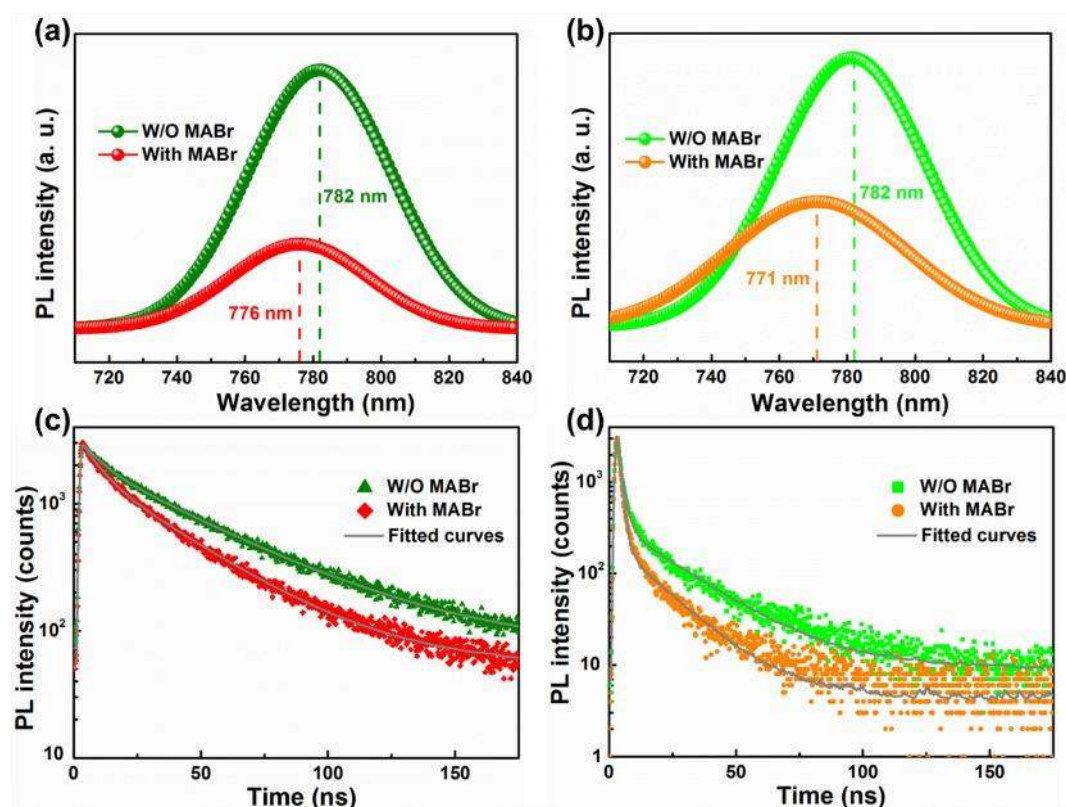 (a)
PL intensity (a. u.)
W/O MABr
With MABr
782 nm
776 nm
720 740 760 780 800 820 840
Wavelength (nm)
(b)
PL intensity (a. u.)
W/O MABr
With MABr
782 nm
771 nm
720 740 760 780 800 820 840
Wavelength (nm)
(c)
PL intensity (counts)
10³
10²
10
W/O MABr
With MABr
Fitted curves
0 50 100 150
Time (ns)
(d)
PL intensity (counts)
10³
100
10
1
W/O MABr
With MABr
Fitted curves
0 50 100 150
Time (ns)